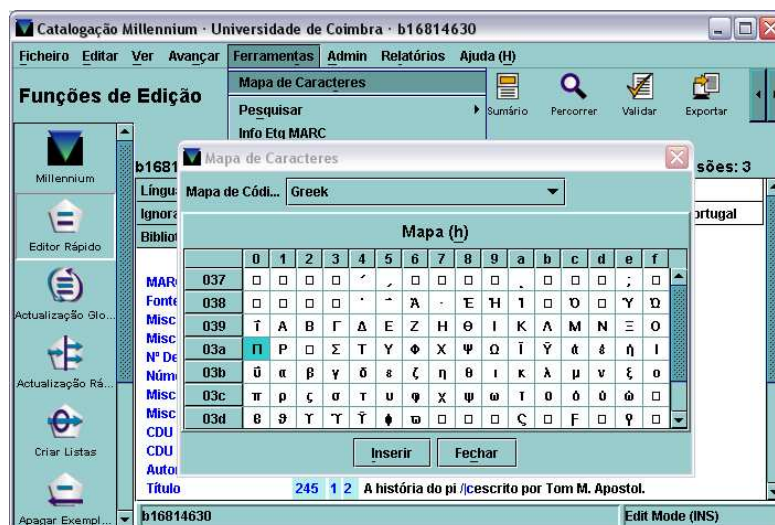 Catalogação Millennium · Universidade de Coimbra · b16814630
Ficheiro Editar Ver Avançar Ferramentas Admin Relatórios Ajuda (H)
Funções de Edição
Mapa de Caracteres
Pesquisar
Info Etq MARC
Sumário Percorrer Validar Exportar
Millennium
Editor Rápido
Actualização Glo...
Actualização Rá...
Criar Listas
Apagar Exempl...
b1681
sões: 3
Língu
Ignora
rtugal
Bibliot
Mapa de Caracteres
Mapa de Códi... Greek
Mapa (h)
0 1 2 3 4 5 6 7 8 9 a b c d e f
037 ʹ ͵ ͺ ;
038 ΄ ΅ Ά · Έ Ή Ί Ό Ύ Ώ
039 ΐ Α Β Γ Δ Ε Ζ Η Θ Ι Κ Λ Μ Ν Ξ Ο
03a Π Ρ Σ Τ Υ Φ Χ Ψ Ω Ϊ Ϋ ά έ ή ί
03b ΰ α β γ δ ε ζ η θ ι κ λ μ ν ξ ο
03c π ρ ς σ τ υ φ χ ψ ω ϊ ϋ ό ύ ώ
03d ϐ ϑ ϒ ϓ ϔ ϕ ϖ Ϛ Ϝ Ϟ
Inserir Fechar
MAR
Fonte
Misc
Misc
Nº De
Núme
Misc
Misc
CDU
CDU
Autor
Título 245 1 2 A história do pi /|cescrito por Tom M. Apostol.
b16814630 Edit Mode (INS)